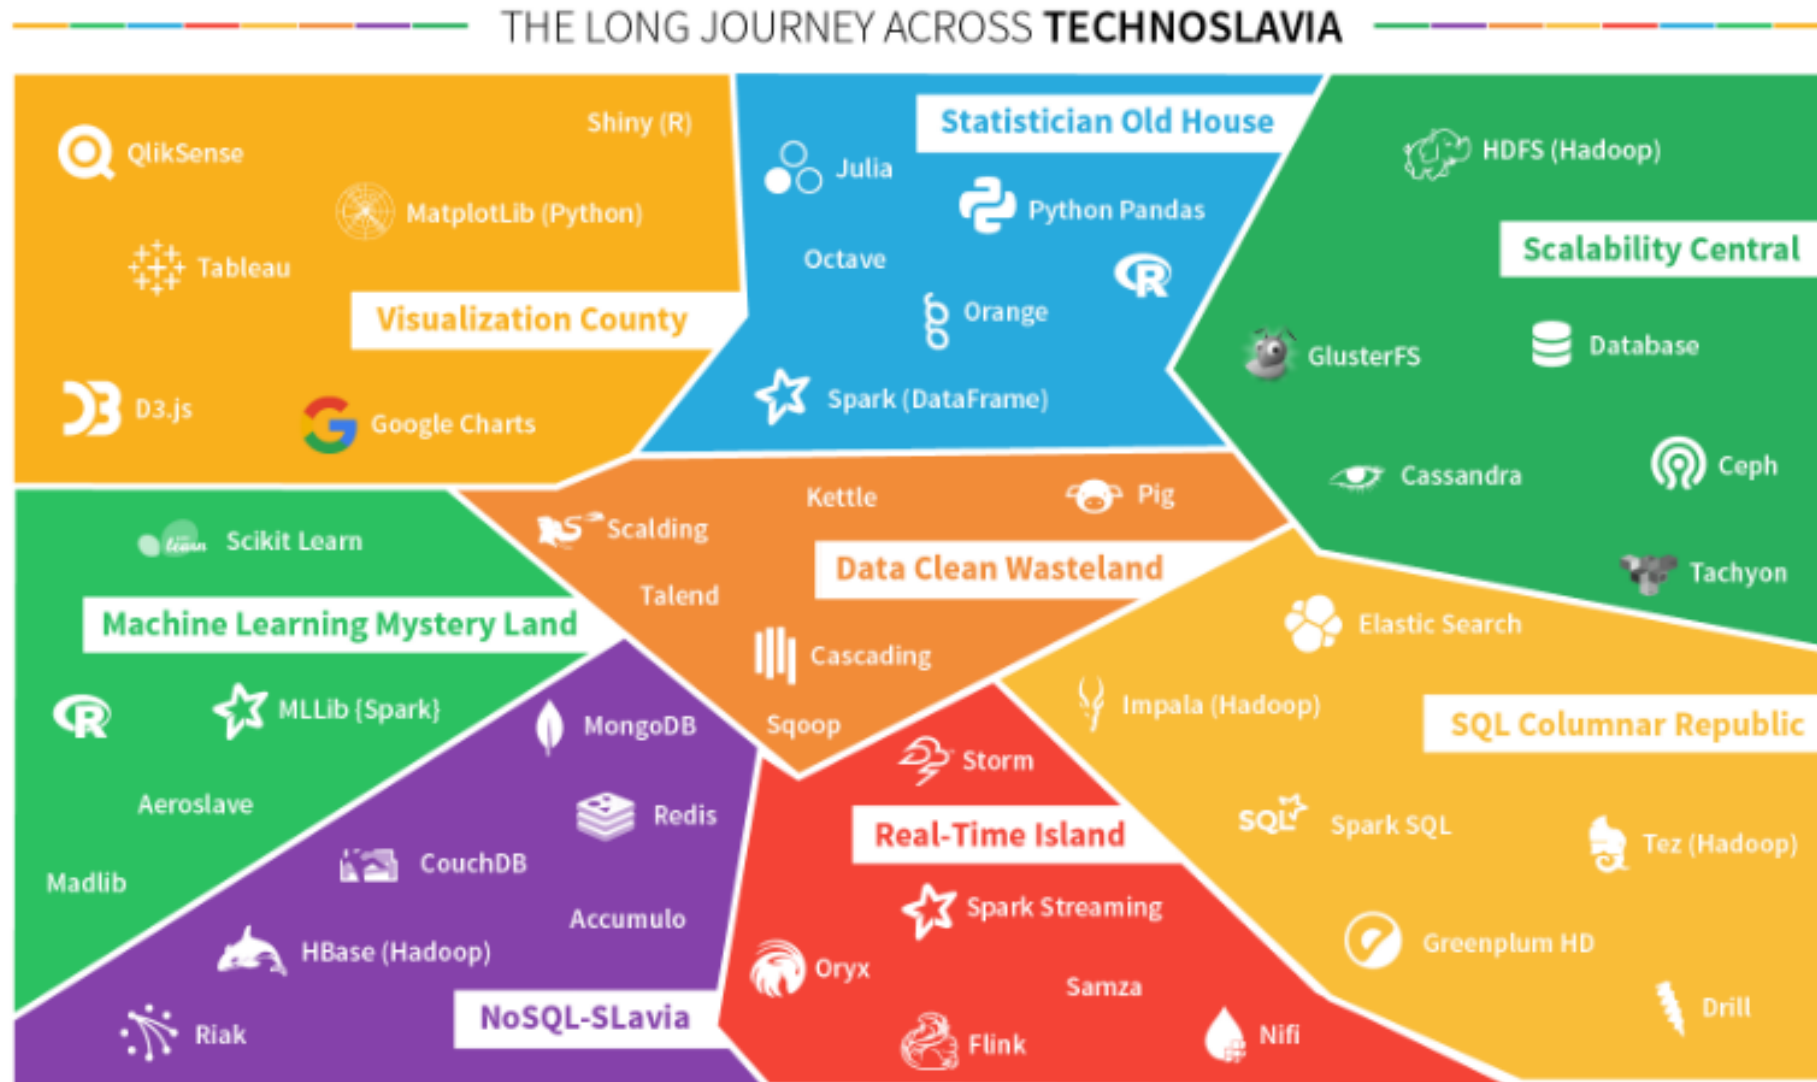 THE LONG JOURNEY ACROSS TECHNOSLAVIA
Shiny (R)
QlikSense
MatplotLib (Python)
Tableau
Visualization County
D3.js
Google Charts
Statistician Old House
Julia
Python Pandas
Octave
R
Orange
Spark (DataFrame)
HDFS (Hadoop)
Scalability Central
GlusterFS
Database
Cassandra
Ceph
Tachyon
Kettle
Pig
Scalding
Data Clean Wasteland
Talend
Cascading
Sqoop
learn
Scikit Learn
Machine Learning Mystery Land
R
MLLib {Spark}
Aeroslave
Madlib
MongoDB
Redis
CouchDB
Accumulo
HBase (Hadoop)
NoSQL-SLavia
Riak
Storm
Real-Time Island
Spark Streaming
Oryx
Samza
Flink
Nifi
Elastic Search
Impala (Hadoop)
SQL Columnar Republic
SQL
Spark SQL
Tez (Hadoop)
Greenplum HD
Drill